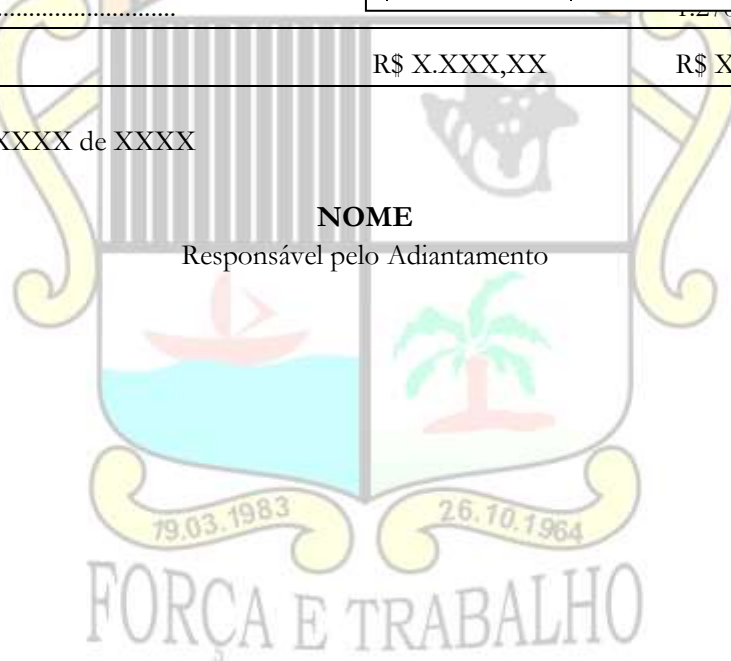 ............................
R$ X.XXX,XX R$ X
XXXX de XXXX
NOME
Responsável pelo Adiantamento
19.03.1983 26.10.1964
FORÇA E TRABALHO